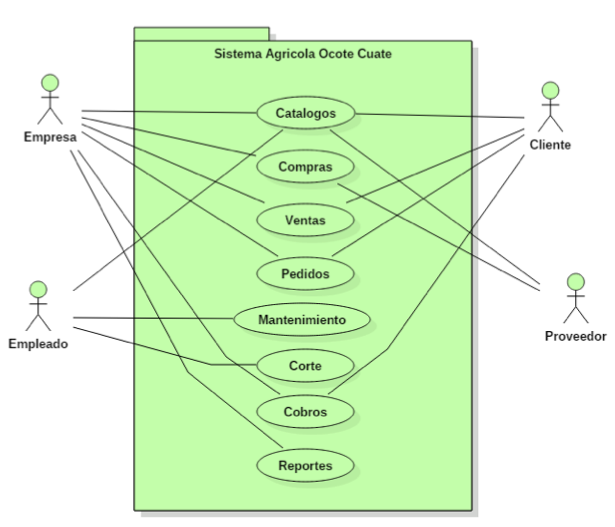 Sistema Agricola Ocote Cuate
Catalogos
Empresa
Cliente
Compras
Ventas
Pedidos
Mantenimiento
Empleado
Proveedor
Corte
Cobros
Reportes